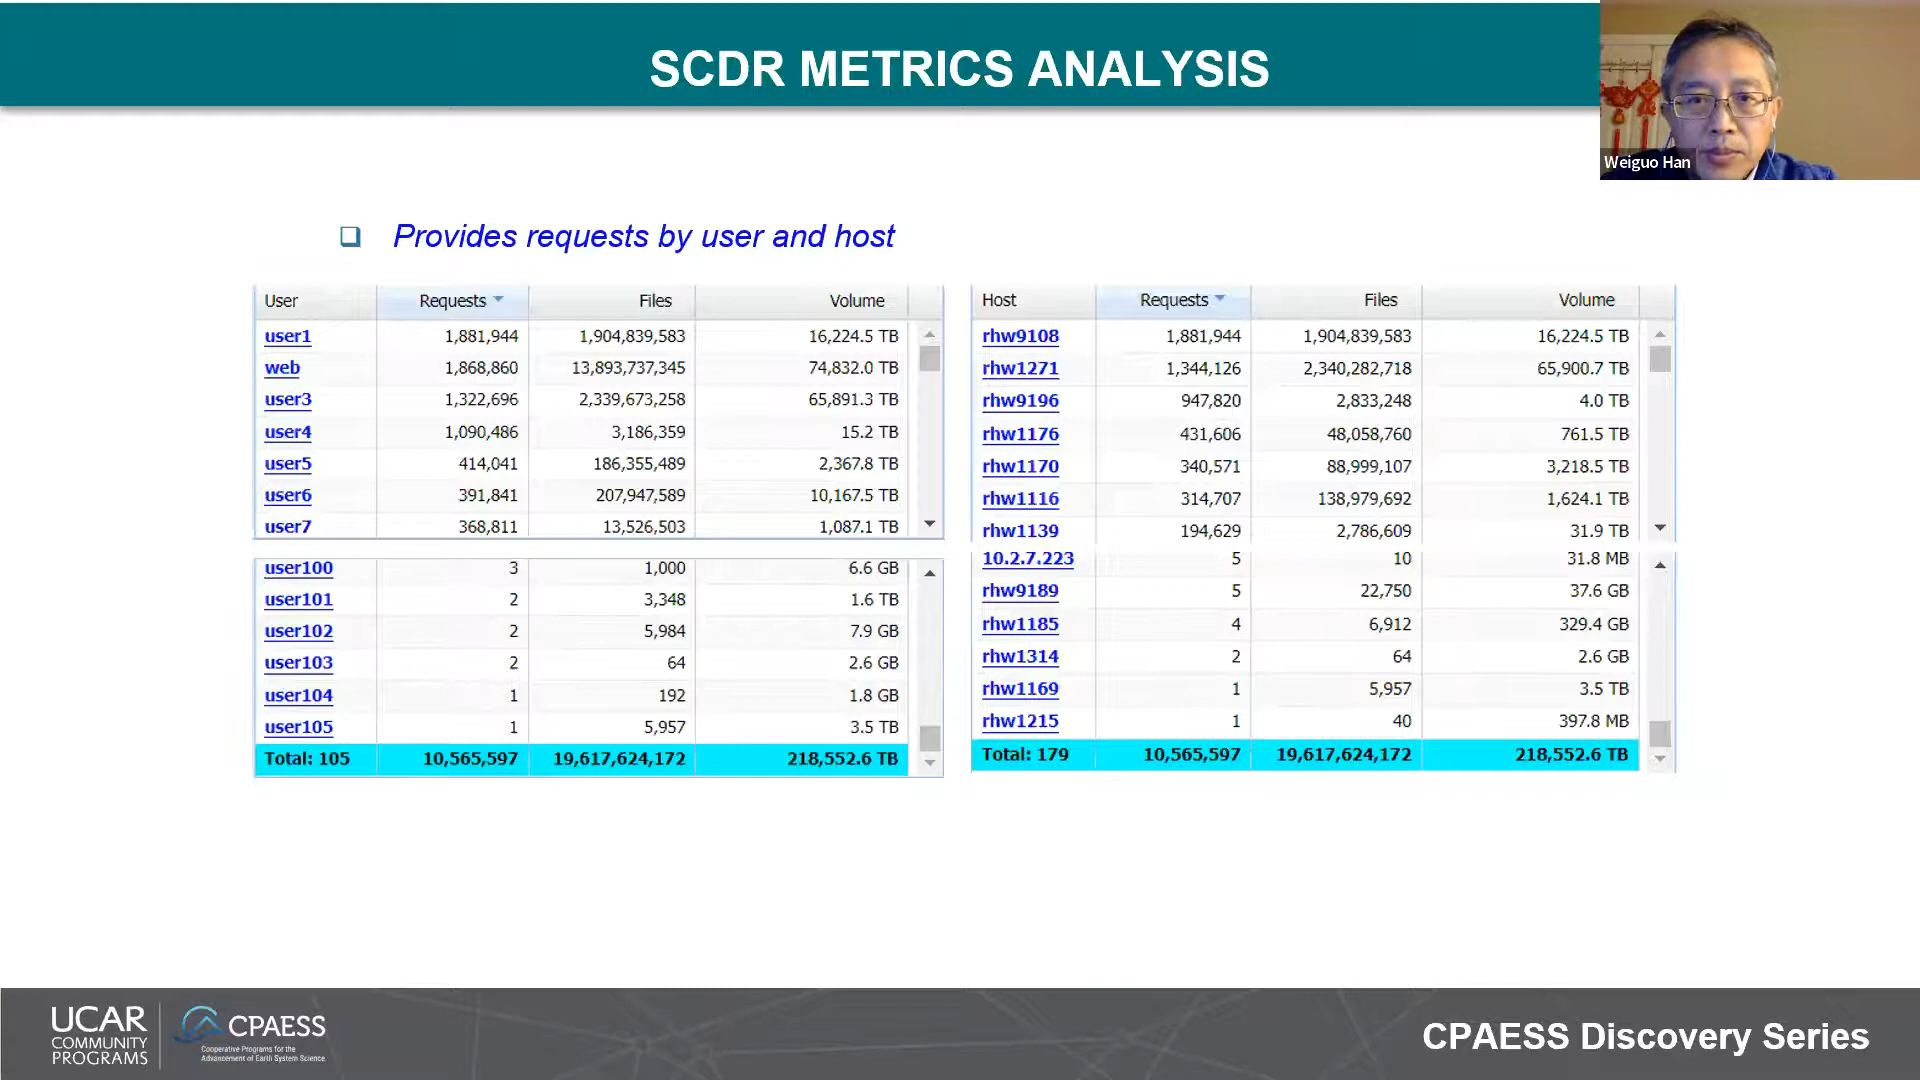 SCDR METRICS ANALYSIS
Weiguo Han
Provides requests by user and host
User Requests Files Volume
user1 1,881,944 1,904,839,583 16,224.5 TB
web 1,868,860 13,893,737,345 74,832.0 TB
user3 1,322,696 2,339,673,258 65,891.3 TB
user4 1,090,486 3,186,359 15.2 TB
user5 414,041 186,355,489 2,367.8 TB
user6 391,841 207,947,589 10,167.5 TB
user7 368,811 13,526,503 1,087.1 TB
user100 3 1,000 6.6 GB
user101 2 3,348 1.6 TB
user102 2 5,984 7.9 GB
user103 2 64 2.6 GB
user104 1 192 1.8 GB
user105 1 5,957 3.5 TB
Total: 105 10,565,597 19,617,624,172 218,552.6 TB
Host Requests Files Volume
rhw9108 1,881,944 1,904,839,583 16,224.5 TB
rhw1271 1,344,126 2,340,282,718 65,900.7 TB
rhw9196 947,820 2,833,248 4.0 TB
rhw1176 431,606 48,058,760 761.5 TB
rhw1170 340,571 88,999,107 3,218.5 TB
rhw1116 314,707 138,979,692 1,624.1 TB
rhw1139 194,629 2,786,609 31.9 TB
10.2.7.223 5 10 31.8 MB
rhw9189 5 22,750 37.6 GB
rhw1185 4 6,912 329.4 GB
rhw1314 2 64 2.6 GB
rhw1169 1 5,957 3.5 TB
rhw1215 1 40 397.8 MB
Total: 179 10,565,597 19,617,624,172 218,552.6 TB
UCAR
COMMUNITY
PROGRAMS
CPAESS
Cooperative Programs for the
Advancement of Earth System Science
CPAESS Discovery Series